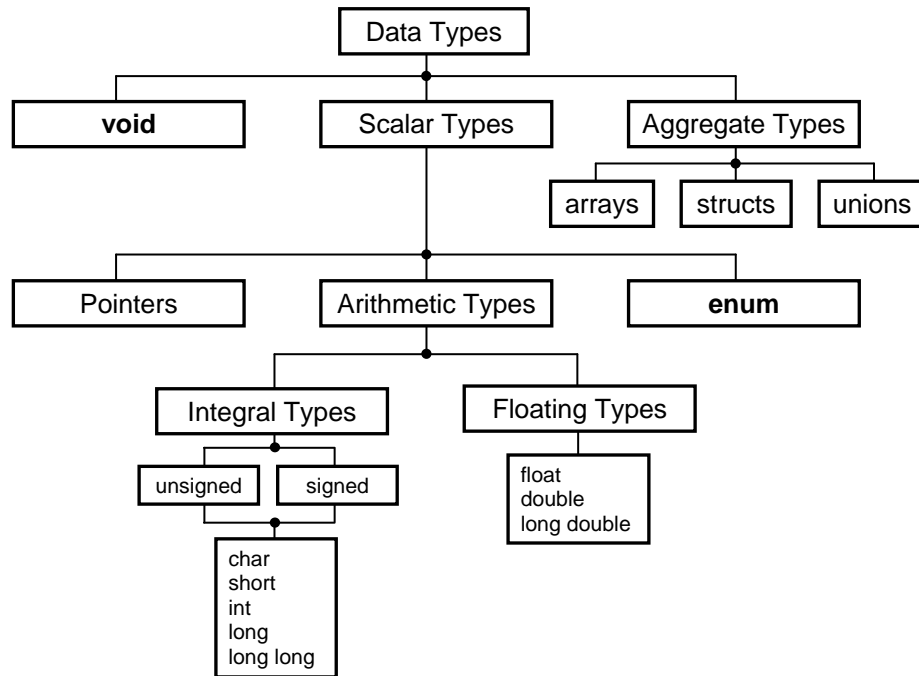 Data Types
void
Scalar Types
Aggregate Types
arrays
structs
unions
Pointers
Arithmetic Types
enum
Integral Types
Floating Types
unsigned
signed
float
double
long double
char
short
int
long
long long